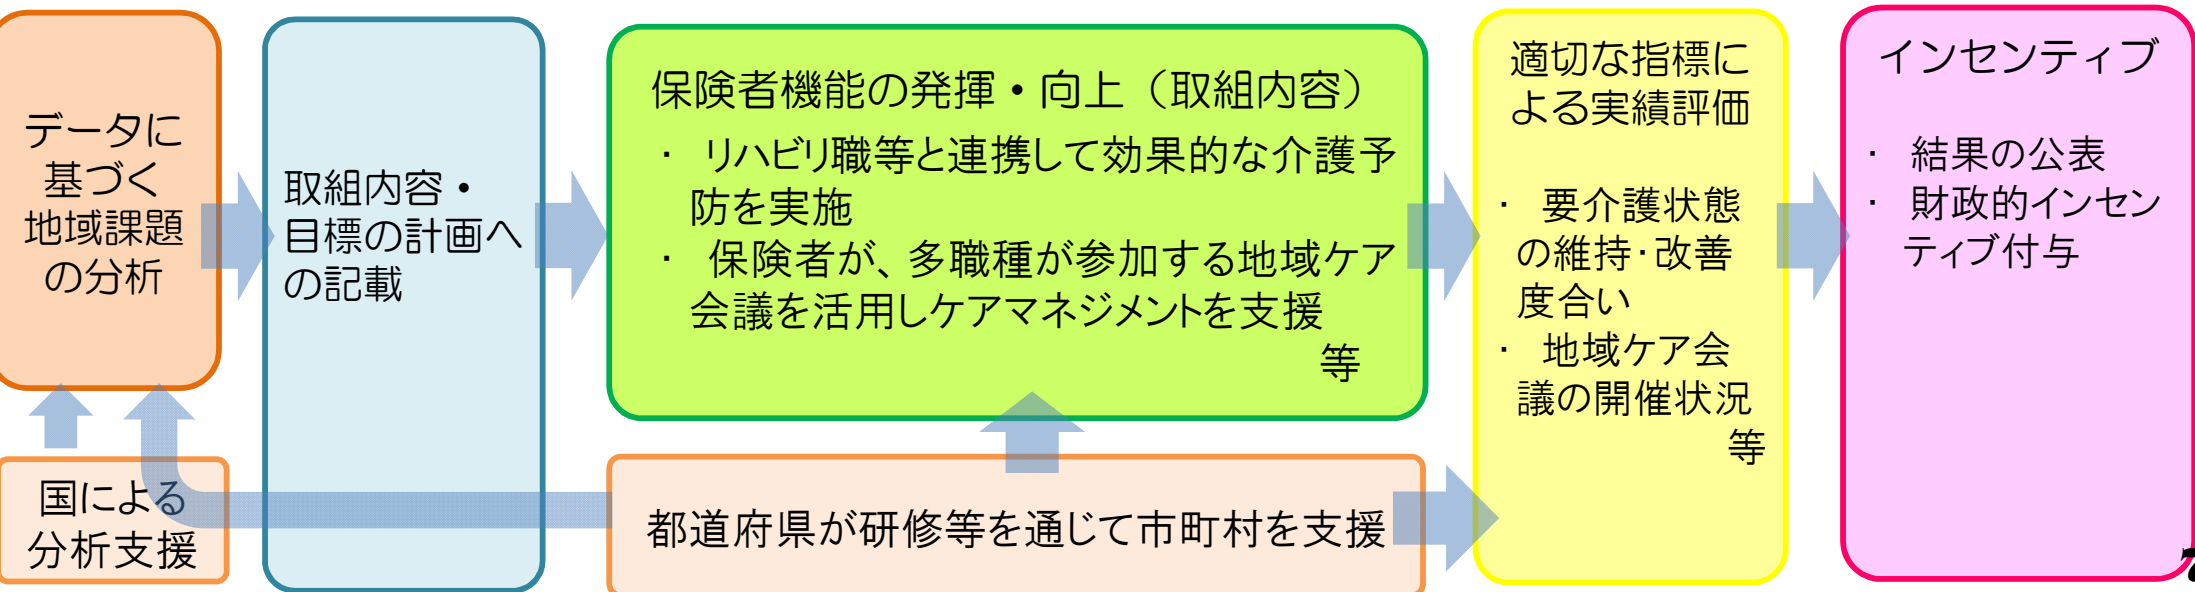 データに
基づく
地域課題
の分析
国による
分析支援
取組内容・
目標の計画へ
の記載
保険者機能の発揮・向上（取組内容）
・ リハビリ職等と連携して効果的な介護予
防を実施
・ 保険者が、多職種が参加する地域ケア
会議を活用しケアマネジメントを支援
等
都道府県が研修等を通じて市町村を支援
適切な指標に
よる実績評価
・ 要介護状態
の維持・改善
度合い
・ 地域ケア会
議の開催状況
等
インセンティブ
・ 結果の公表
・ 財政的インセン
ティブ付与